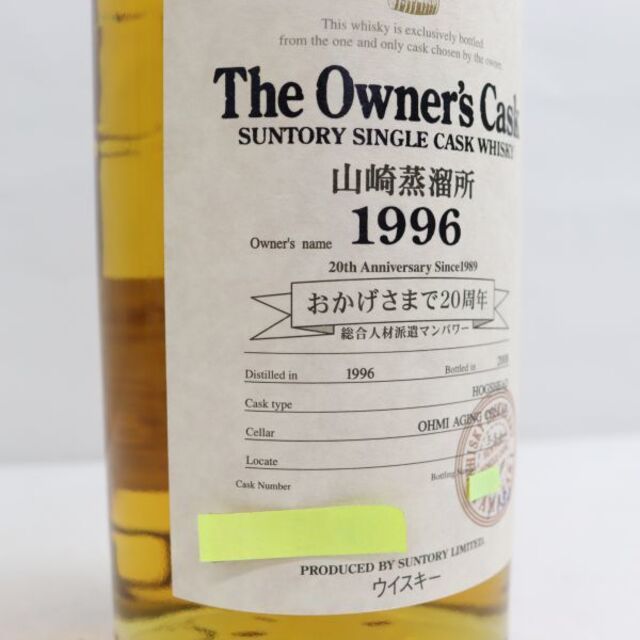 This whisky is exclusively bottled
from the one and only cask chosen by the owner.
The Owner's Cask
SUNTORY SINGLE CASK WHISKY
山崎蒸溜所
1996
Owner's name
20th Anniversary Since1989
おかげさまで20周年
総合人材派遣マンパワー
Distilled in 1996 Bottled in
Cask type HOGSHEAD
Cellar OHMI AGING CELLAR
Locate
Cask Number Bottling
PRODUCED BY SUNTORY LIMITED.
ウイスキー